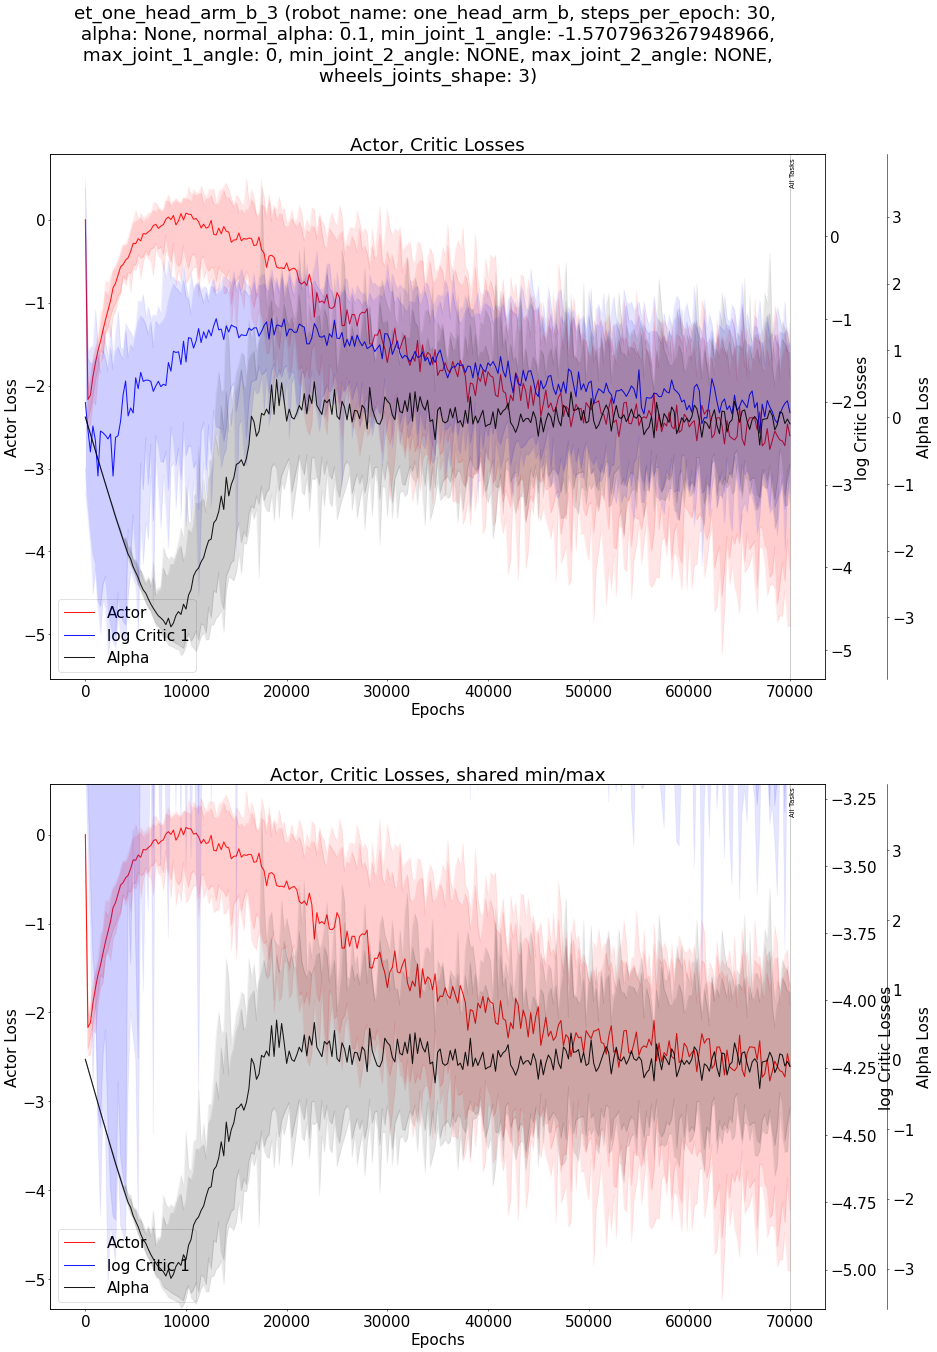 et_one_head_arm_b_3 (robot_name: one_head_arm_b, steps_per_epoch: 30,
alpha: None, normal_alpha: 0.1, min_joint_1_angle: -1.5707963267948966,
max_joint_1_angle: 0, min_joint_2_angle: NONE, max_joint_2_angle: NONE,
wheels_joints_shape: 3)
Actor, Critic Losses
All Tasks
0
−1
−2
−3
−4
−5
Actor Loss
0
−1
−2
−3
−4
−5
log Critic Losses
3
2
1
0
−1
−2
−3
Alpha Loss
Actor
log Critic 1
Alpha
0 10000 20000 30000 40000 50000 60000 70000
Epochs
Actor, Critic Losses, shared min/max
All Tasks
0
−1
−2
−3
−4
−5
Actor Loss
−3.25
−3.50
−3.75
−4.00
−4.25
−4.50
−4.75
−5.00
log Critic Losses
3
2
1
0
−1
−2
−3
Alpha Loss
Actor
log Critic 1
Alpha
0 10000 20000 30000 40000 50000 60000 70000
Epochs